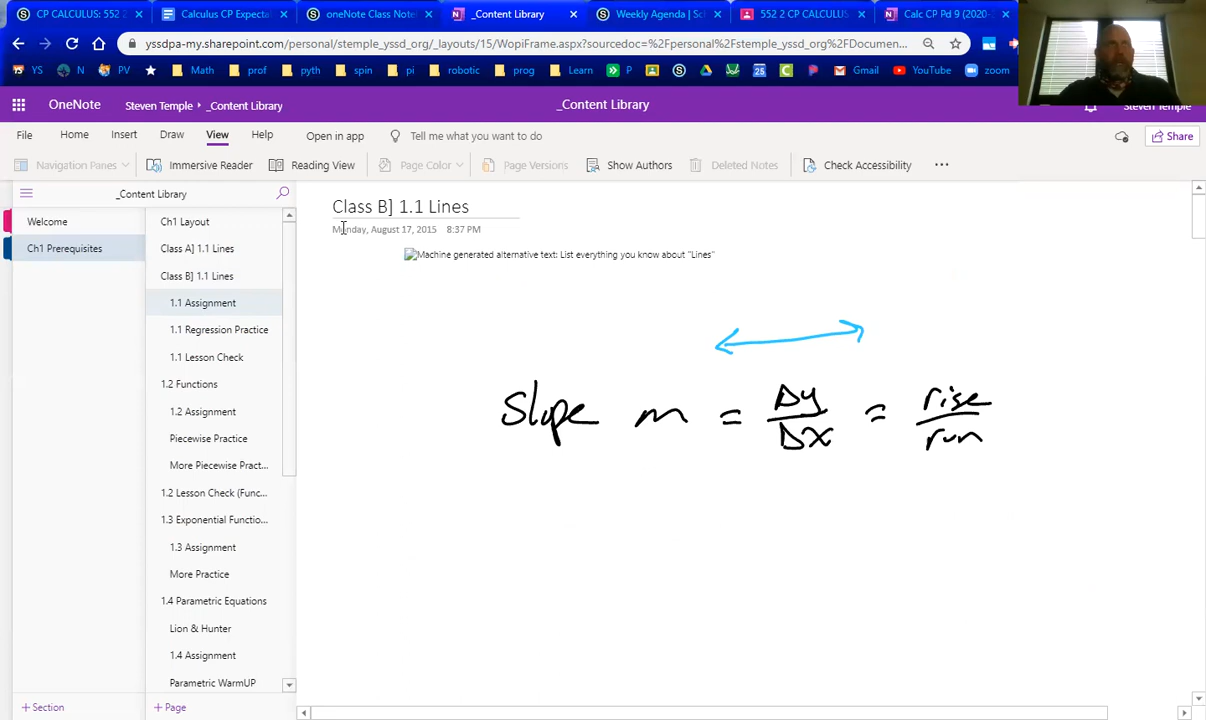 CP CALCULUS: 552 2
Calculus CP Expecta
oneNote Class Note
_Content Library
Weekly Agenda | Sc
552 2 CP CALCULUS
Calc CP Pd 9 (2020-
yssdpa-my.sharepoint.com/personal/stemple_yssd_org/_layouts/15/WopiFrame.aspx?sourcedoc=%2Fpersonal%2Fstemple_yssd_org%2FDocumen...
YS N PV Math prof pyth spin pi robotic prog Learn P Gmail YouTube zoom
OneNote Steven Temple › _Content Library _Content Library Steven Temple
File Home Insert Draw View Help Open in app Tell me what you want to do Share
Navigation Panes Immersive Reader Reading View Page Color Page Versions Show Authors Deleted Notes Check Accessibility ...
_Content Library
Welcome
Ch1 Prerequisites
+ Section
Ch1 Layout
Class A] 1.1 Lines
Class B] 1.1 Lines
1.1 Assignment
1.1 Regression Practice
1.1 Lesson Check
1.2 Functions
1.2 Assignment
Piecewise Practice
More Piecewise Pract...
1.2 Lesson Check (Func...
1.3 Exponential Functio...
1.3 Assignment
More Practice
1.4 Parametric Equations
Lion & Hunter
1.4 Assignment
Parametric WarmUP
+ Page
Class B] 1.1 Lines
Monday, August 17, 2015 8:37 PM
Machine generated alternative text: List everything you know about "Lines"
Slope m = Δy/Δx = rise/run